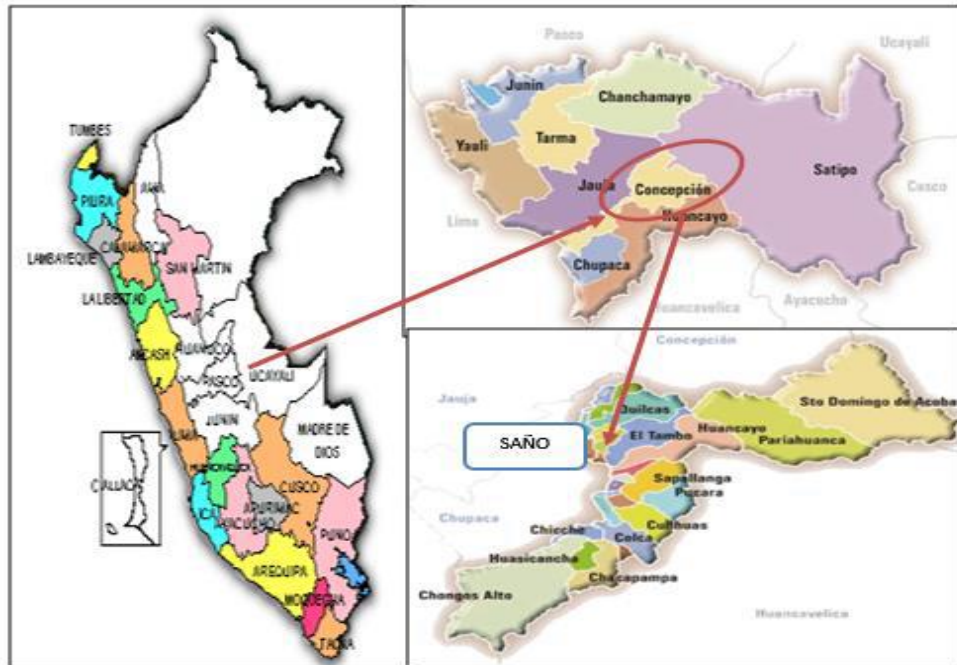 TUMBES
PIURA
LAMBAYEQUE
SAN MARTIN
LA LIBERTAD
ANCASH
HUANUCO
PASCO
UCAYALI
JUNIN
MADRE DE
DIOS
LIMA
CALLAO
CUSCO
ICA
APURIMAC
PUNO
AREQUIPA
MOQUEGUA
TACNA
Pasco
Ucayali
Junin
Chanchamayo
Yauli
Tarma
Satipo
Jauja
Concepción
Cusco
Lima
Huancayo
Chupaca
Ayacucho
Huancavelica
Concepción
Jauja
Quilcas
Sto Domingo de Acoba
SAÑO
El Tambo
Huancayo
Pariahuanca
Sapallanga
Pucara
Chupaca
Chicche
Cullhuas
Colca
Huasicancha
Chacapampa
Chongos Alto
Huancavelica